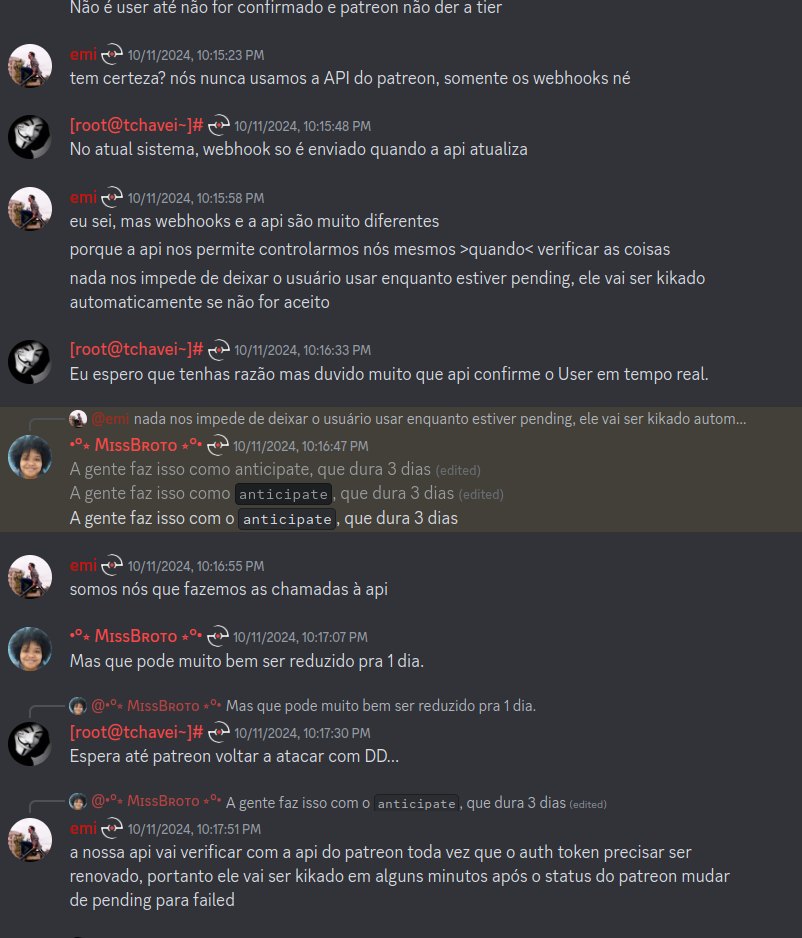 Não é user até não for confirmado e patreon não der a tier
emi 10/11/2024, 10:15:23 PM
tem certeza? nós nunca usamos a API do patreon, somente os webhooks né
[root@tchavei~]# 10/11/2024, 10:15:48 PM
No atual sistema, webhook so é enviado quando a api atualiza
emi 10/11/2024, 10:15:58 PM
eu sei, mas webhooks e a api são muito diferentes
porque a api nos permite controlarmos nós mesmos >quando< verificar as coisas
nada nos impede de deixar o usuário usar enquanto estiver pending, ele vai ser kikado
automaticamente se não for aceito
[root@tchavei~]# 10/11/2024, 10:16:33 PM
Eu espero que tenhas razão mas duvido muito que api confirme o User em tempo real.
@emi nada nos impede de deixar o usuário usar enquanto estiver pending, ele vai ser kikado autom...
•°⋆ MɪssBʀᴏᴛᴏ ⋆°• 10/11/2024, 10:16:47 PM
A gente faz isso como anticipate, que dura 3 dias (edited)
A gente faz isso como anticipate, que dura 3 dias (edited)
A gente faz isso com o anticipate, que dura 3 dias
emi 10/11/2024, 10:16:55 PM
somos nós que fazemos as chamadas à api
•°⋆ MɪssBʀᴏᴛᴏ ⋆°• 10/11/2024, 10:17:07 PM
Mas que pode muito bem ser reduzido pra 1 dia.
@•°⋆ MɪssBʀᴏᴛᴏ ⋆°• Mas que pode muito bem ser reduzido pra 1 dia.
[root@tchavei~]# 10/11/2024, 10:17:30 PM
Espera até patreon voltar a atacar com DD...
@•°⋆ MɪssBʀᴏᴛᴏ ⋆°• A gente faz isso com o anticipate, que dura 3 dias (edited)
emi 10/11/2024, 10:17:51 PM
a nossa api vai verificar com a api do patreon toda vez que o auth token precisar ser
renovado, portanto ele vai ser kikado em alguns minutos após o status do patreon mudar
de pending para failed